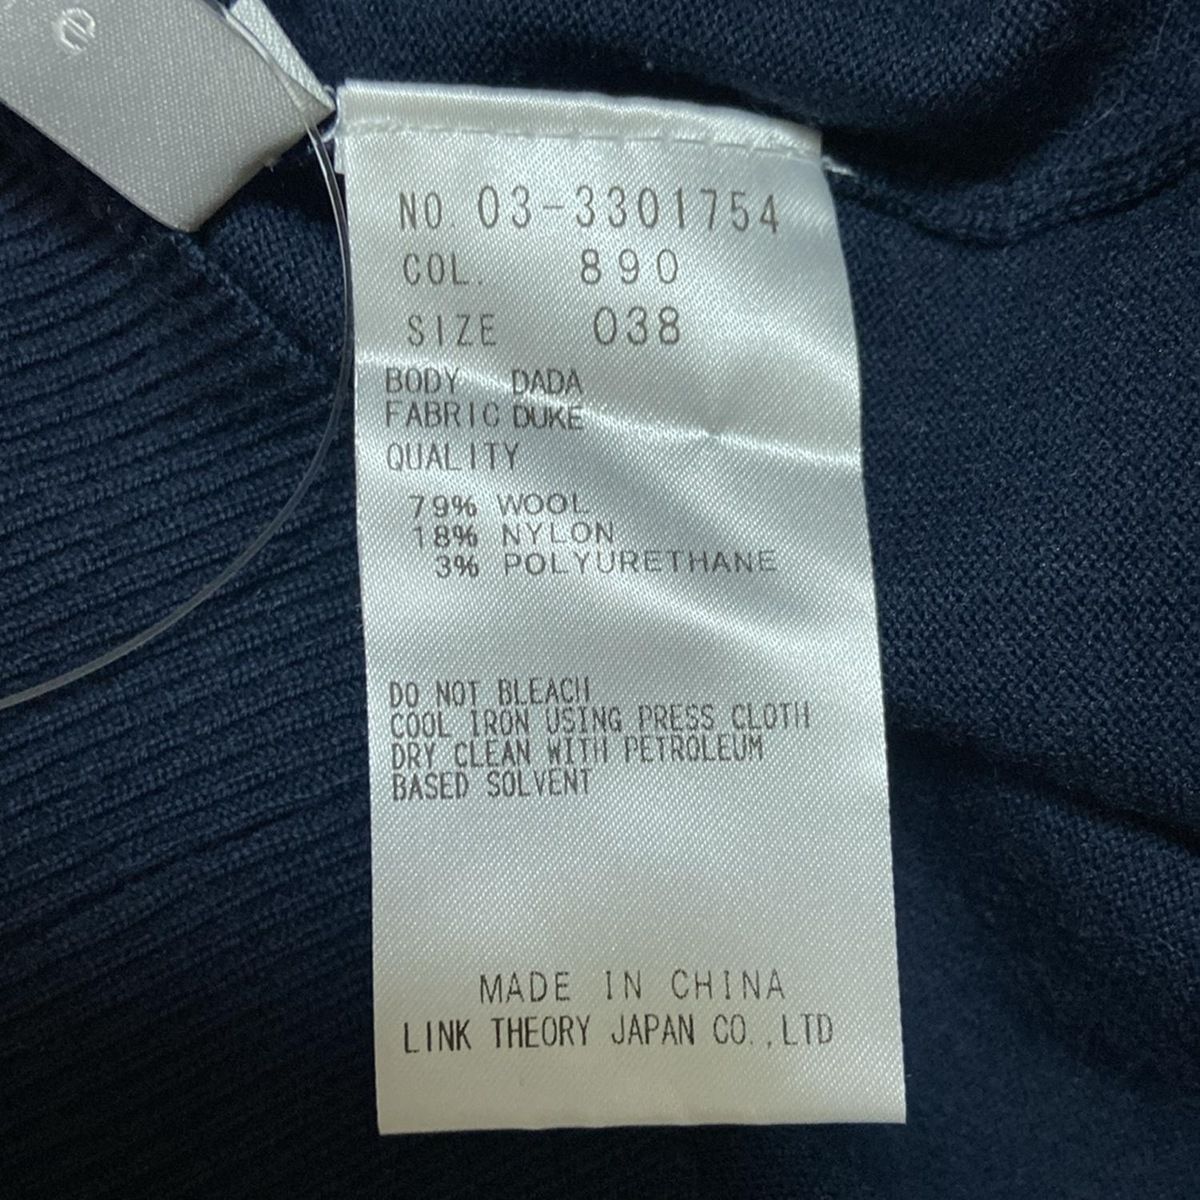 e
NO. 03-3301754
COL. 890
SIZE 038
BODY DADA
FABRIC DUKE
QUALITY
79% WOOL
18% NYLON
3% POLYURETHANE
DO NOT BLEACH
COOL IRON USING PRESS CLOTH
DRY CLEAN WITH PETROLEUM
BASED SOLVENT
MADE IN CHINA
LINK THEORY JAPAN CO.,LTD